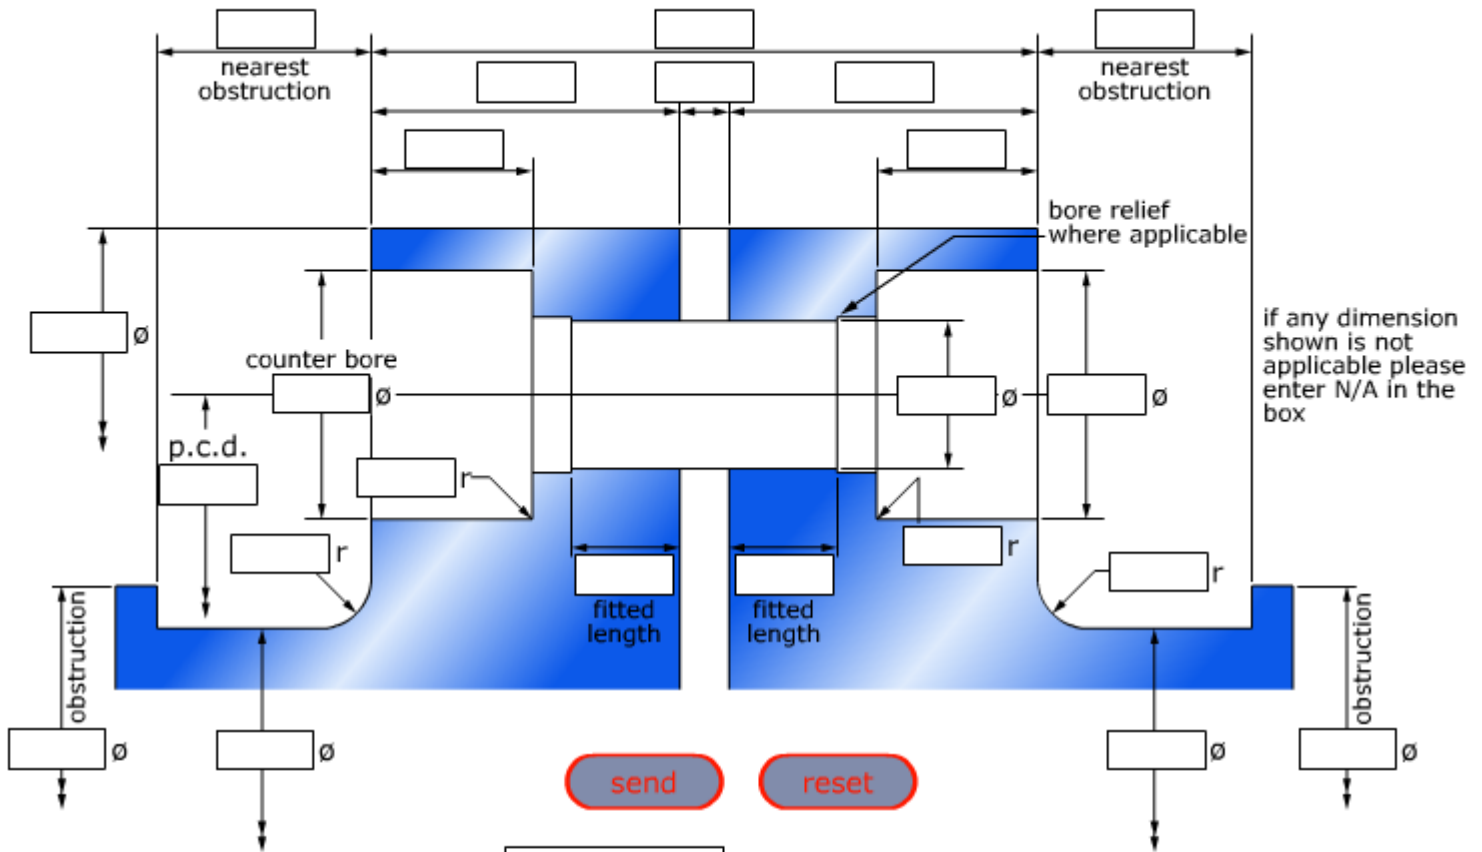 nearest
obstruction
nearest
obstruction
bore relief
where applicable
ø
if any dimension
shown is not
applicable please
enter N/A in the
box
counter bore
ø
ø
ø
p.c.d.
r
r
r
r
fitted
length
fitted
length
obstruction
obstruction
ø
ø
ø
ø
send
reset